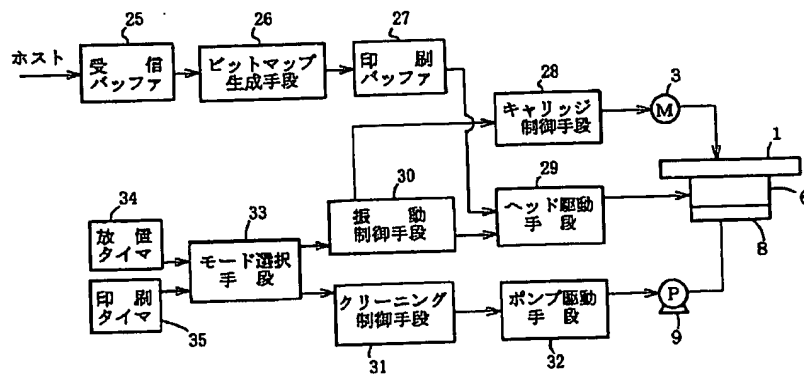 25
26
27
ホスト
受信
バッファ
ビットマップ
生成手段
印刷
バッファ
28
3
キャリッジ
制御手段
M
1
34
33
30
29
放置
タイマ
モード選択
手段
振動
制御手段
ヘッド駆動
手段
6
8
印刷
タイマ
35
クリーニング
制御手段
31
ポンプ駆動
手段
32
P
9